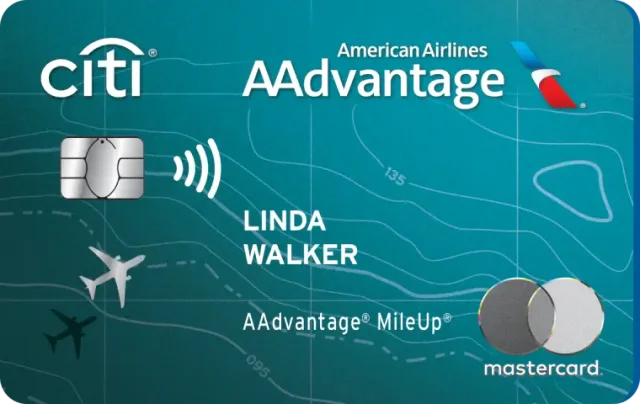 citi®
American Airlines
AAdvantage
®
135
LINDA
WALKER
AAdvantage® MileUp®
095
mastercard.